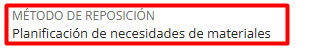 MÉTODO DE REPOSICIÓN
Planificación de necesidades de materiales